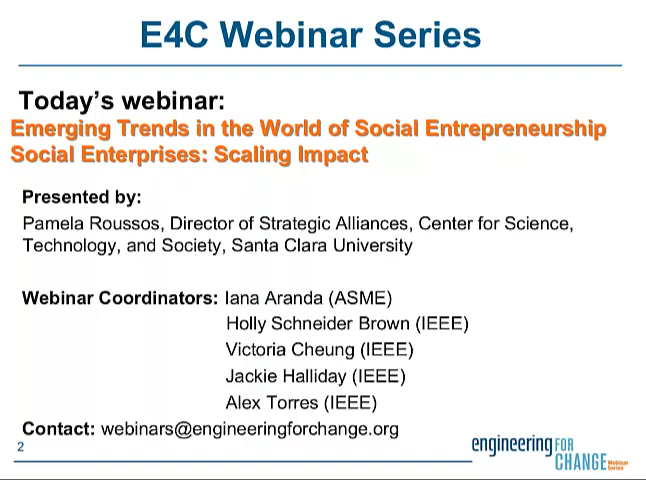 E4C Webinar Series
Today's webinar:
Emerging Trends in the World of Social Entrepreneurship
Social Enterprises: Scaling Impact
Presented by:
Pamela Roussos, Director of Strategic Alliances, Center for Science,
Technology, and Society, Santa Clara University
Webinar Coordinators: Iana Aranda (ASME)
Holly Schneider Brown (IEEE)
Victoria Cheung (IEEE)
Jackie Halliday (IEEE)
Alex Torres (IEEE)
Contact: webinars@engineeringforchange.org
2
engineering FOR
CHANGE Webinar Series